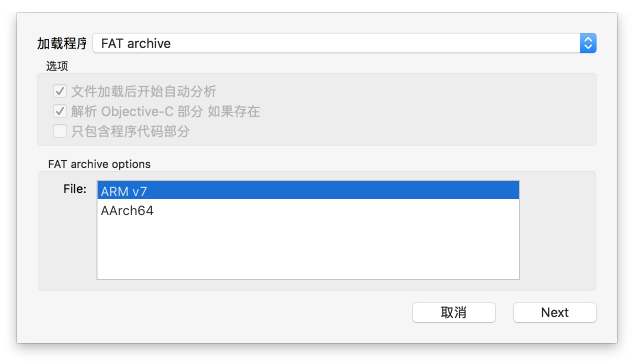 加载程序 FAT archive
选项
文件加载后开始自动分析
解析 Objective-C 部分 如果存在
只包含程序代码部分
FAT archive options
File: ARM v7
AArch64
取消 Next